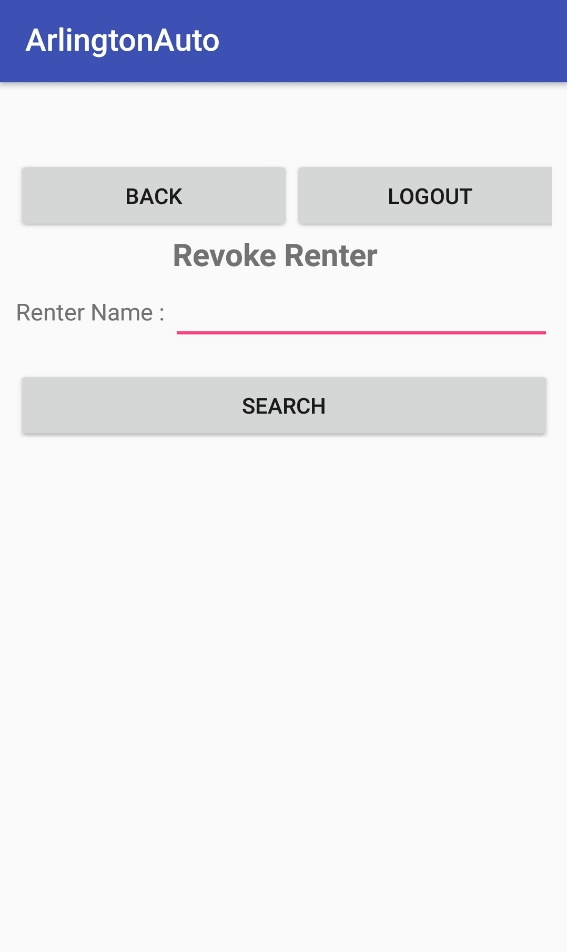 ArlingtonAuto
BACK LOGOUT
Revoke Renter
Renter Name :
SEARCH